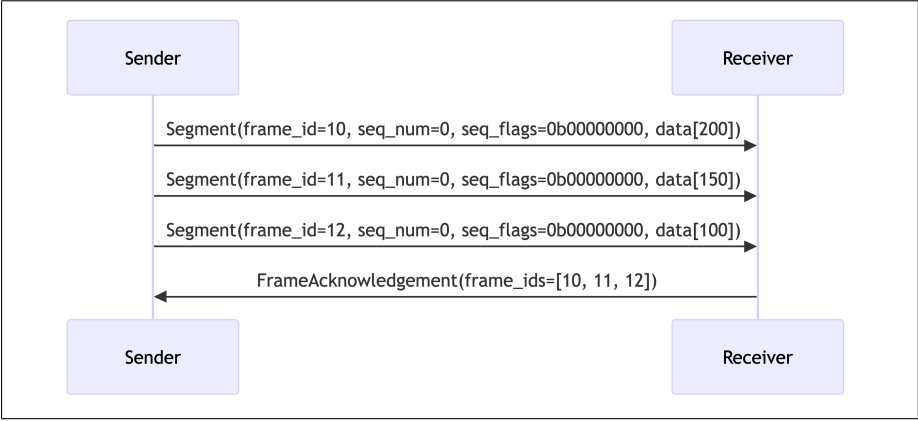 Sender Receiver
Segment(frame_id=10, seq_num=0, seq_flags=0b00000000, data[200])
Segment(frame_id=11, seq_num=0, seq_flags=0b00000000, data[150])
Segment(frame_id=12, seq_num=0, seq_flags=0b00000000, data[100])
FrameAcknowledgement(frame_ids=[10, 11, 12])
Sender Receiver